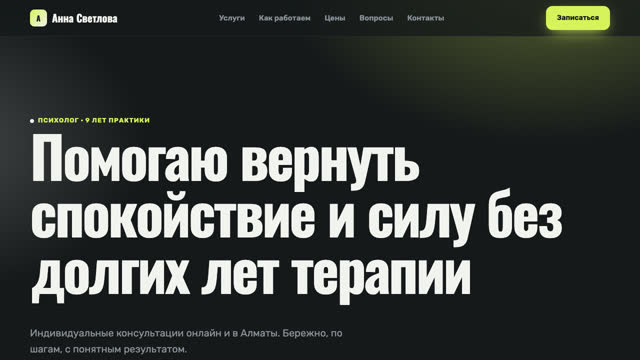 А Анна Светлова Услуги Как работаем Цены Вопросы Контакты Записаться
ПСИХОЛОГ · 9 ЛЕТ ПРАКТИКИ
Помогаю вернуть
спокойствие и силу без
долгих лет терапии
Индивидуальные консультации онлайн и в Алматы. Бережно, по
шагам, с понятным результатом.